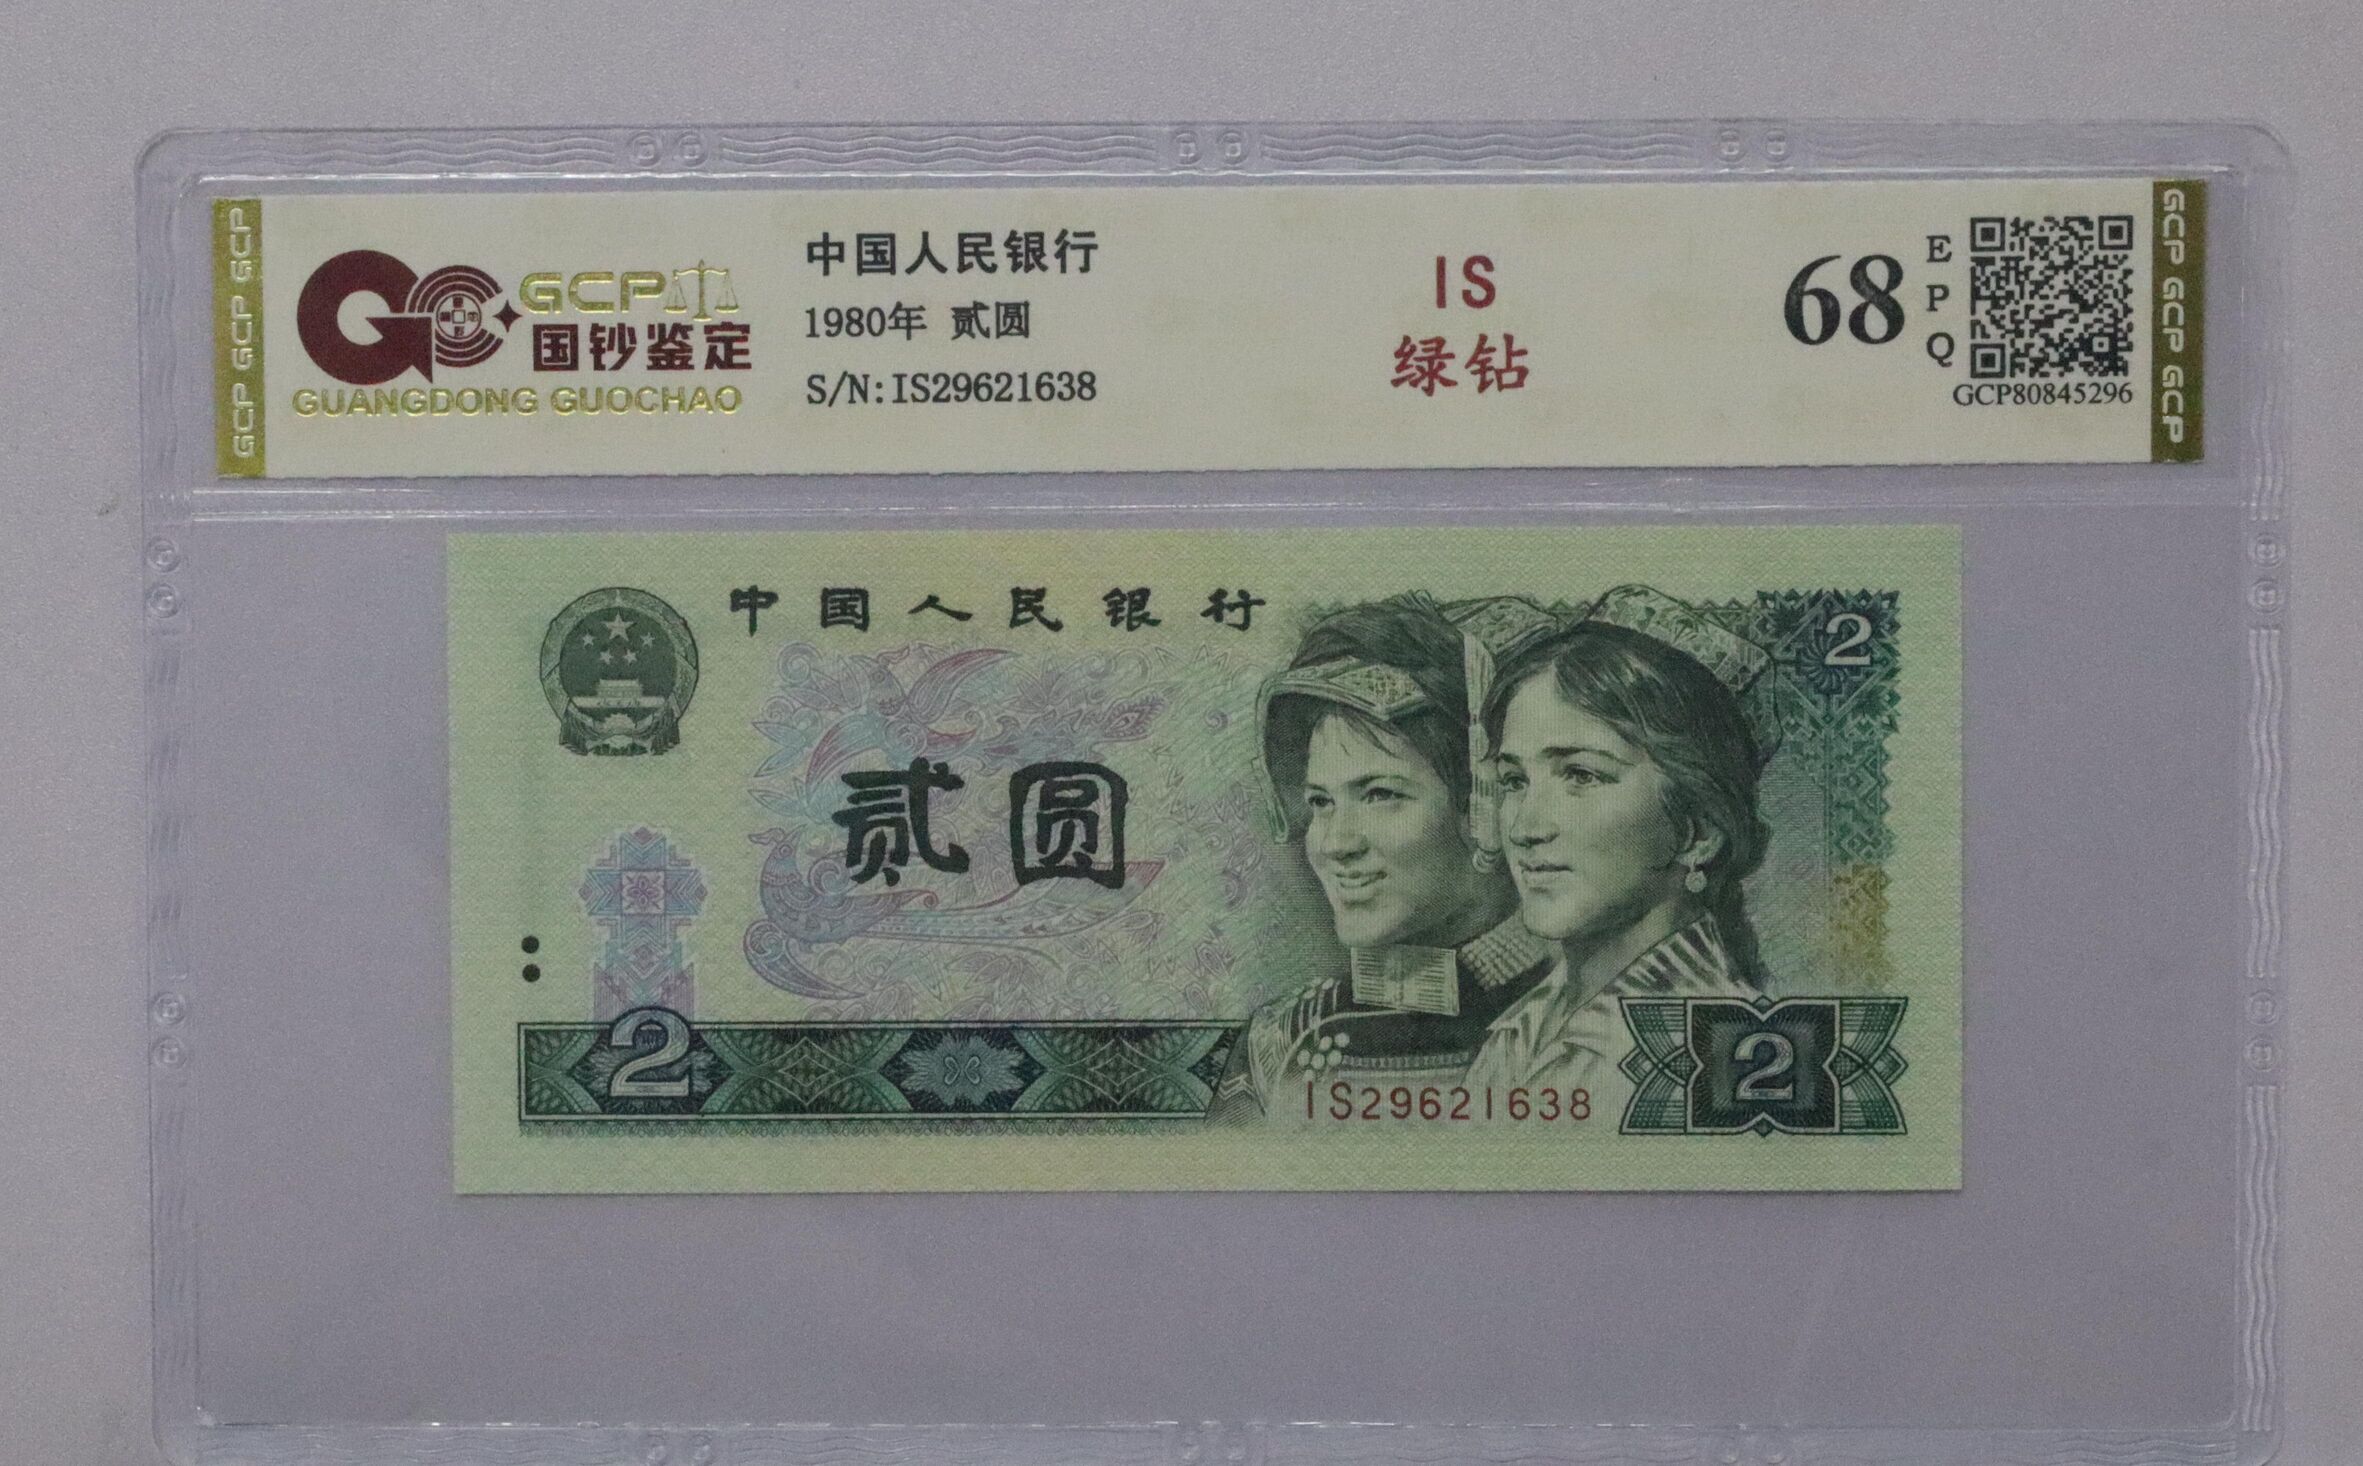 GCP GCP GCP
GCP
国钞鉴定
GUANGDONG GUOCHAO
中国人民银行
1980年 贰圆
S/N:IS29621638
IS
绿钻
68
EPQ
GCP80845296
GCP GCP GCP
中国人民银行
2
贰圆
2
IS29621638
2